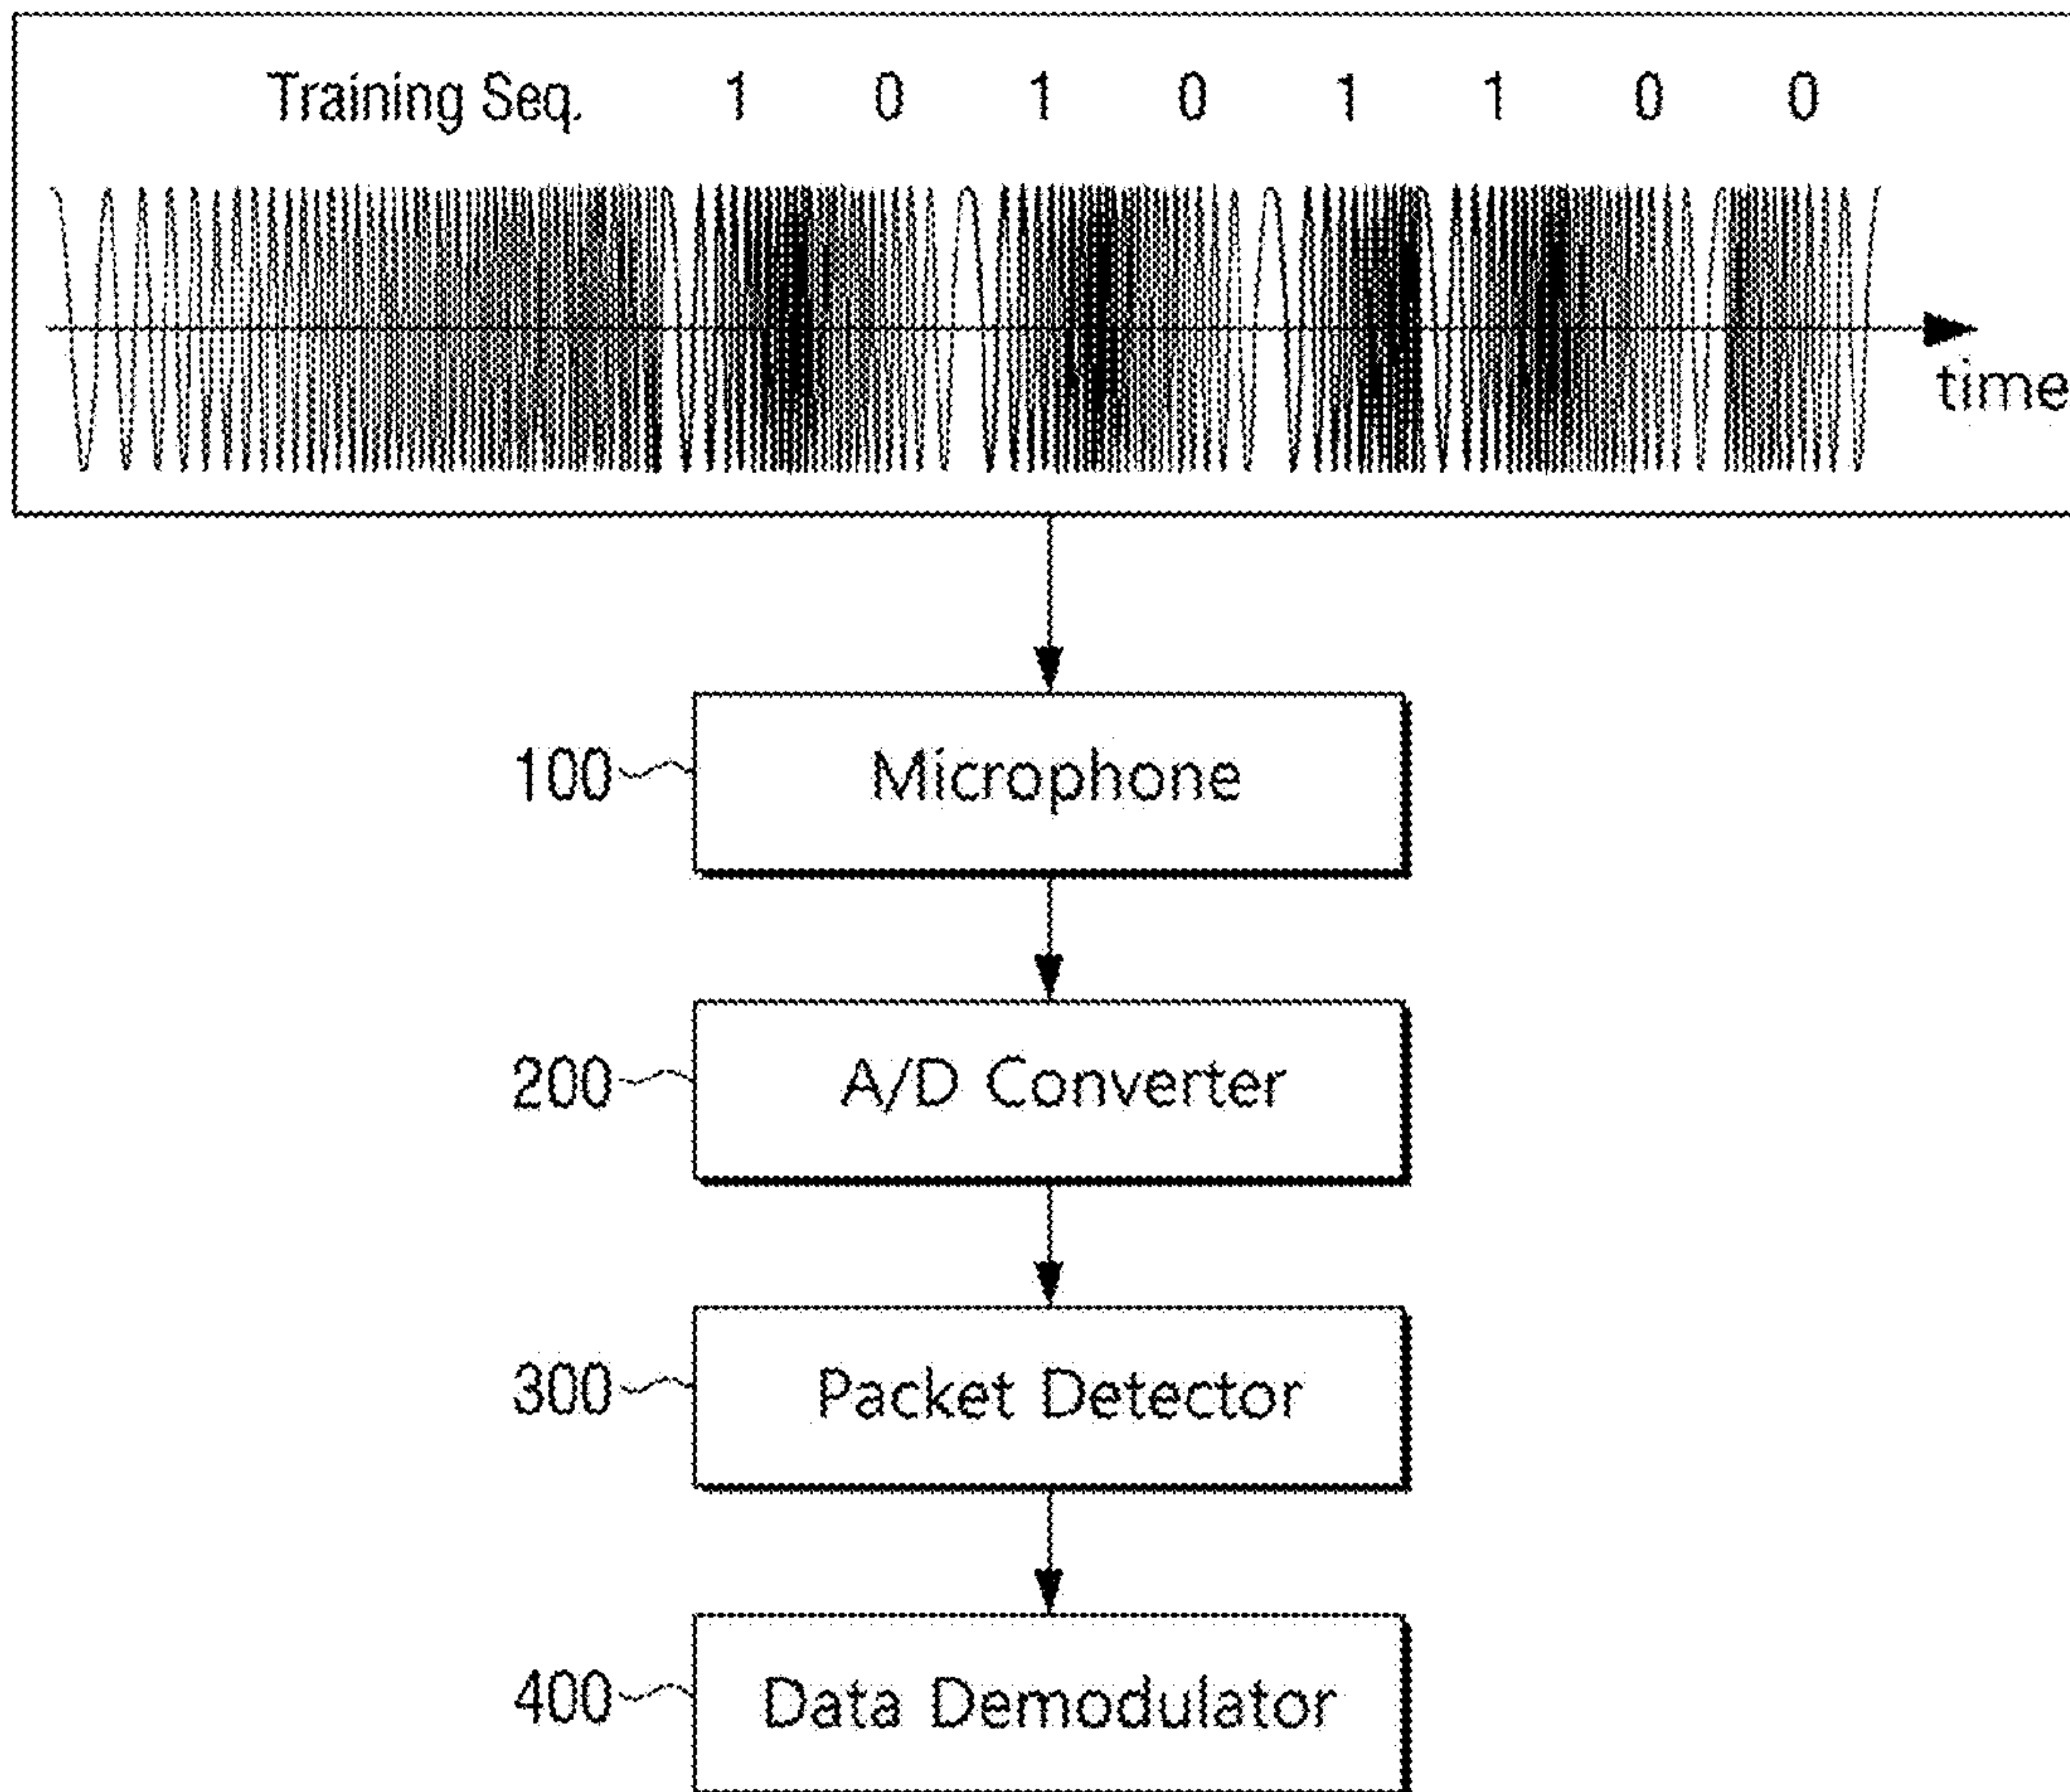 Training Seq. 1 0 1 0 1 1 0 0
time
100 Microphone
200 A/D Converter
300 Packet Detector
400 Data Demodulator